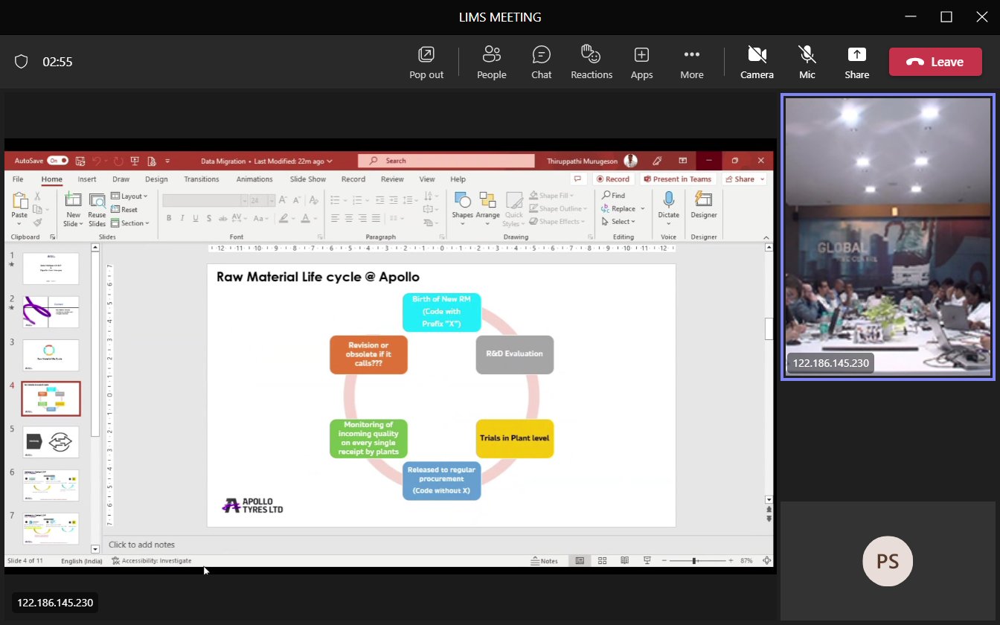 LIMS MEETING
02:55
Pop out
People
Chat
Reactions
Apps
More
Camera
Mic
Share
Leave
AutoSave On
Data Migration • Last Modified: 22m ago
Search
Thiruppathi Murugeson
File Home Insert Draw Design Transitions Animations Slide Show Record Review View Help
Record
Present in Teams
Share
Paste
Clipboard
New
Slide
Reuse
Slides
Layout
Reset
Section
Slides
24
Font
Paragraph
Shapes
Arrange
Quick
Styles
Shape Fill
Shape Outline
Shape Effects
Drawing
Find
Replace
Select
Editing
Dictate
Voice
Designer
Designer
1
2
3
4
5
6
7
Raw Material Life cycle @ Apollo
Birth of New RM
(Code with
Prefix "X")
R&D Evaluation
Trials in Plant level
Released to regular
procurement
(Code without X)
Monitoring of
incoming quality
on every single
receipt by plants
Revision or
obsolete if it
calls???
APOLLO
TYRES LTD
Click to add notes
Slide 4 of 11
English (India)
Accessibility: Investigate
Notes
87%
122.186.145.230
GLOBAL
122.186.145.230
PS